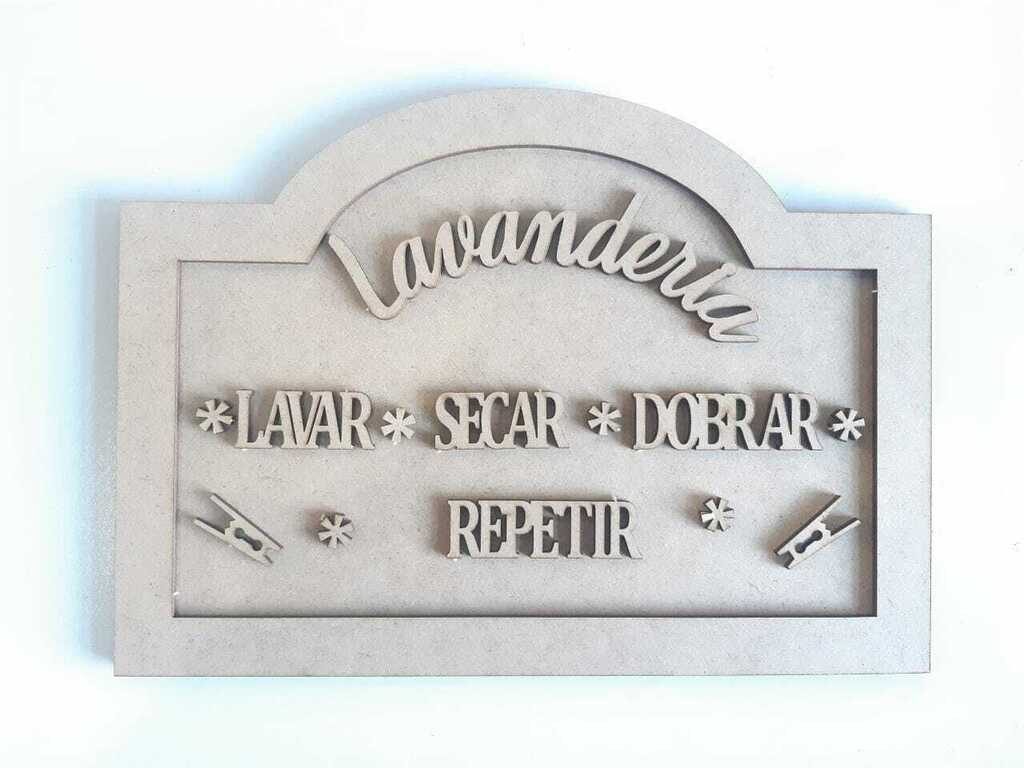 Lavanderia
*LAVAR* SECAR *DOBRAR*
* REPETIR *